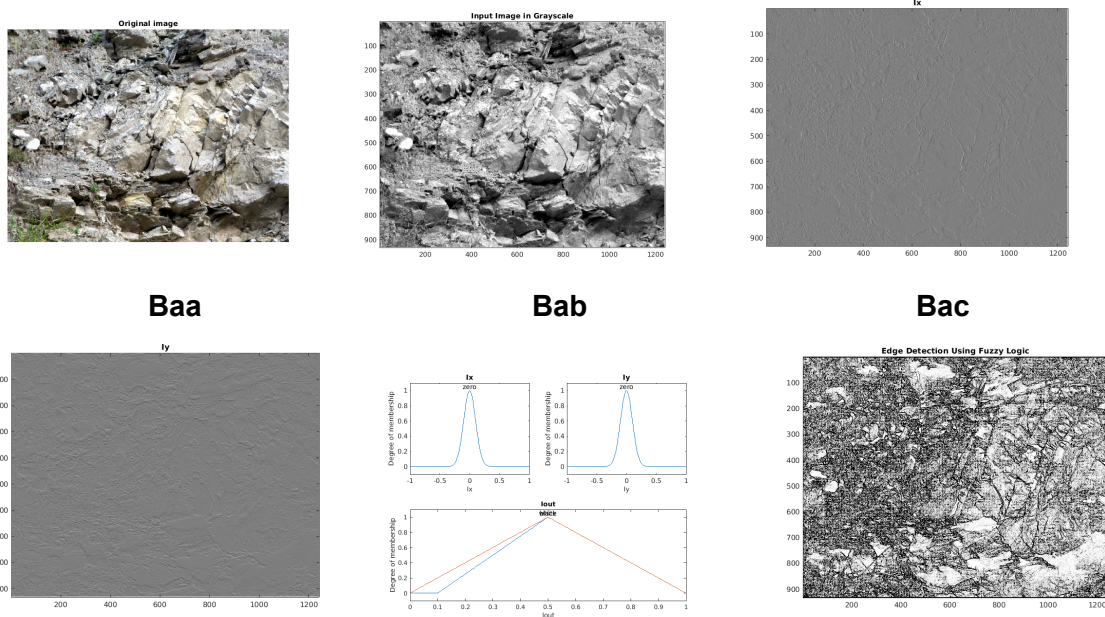 Original image
Input Image in Grayscale
100
200
300
400
500
600
700
800
900
200 400 600 800 1000 1200
Ix
100
200
300
400
500
600
700
800
900
200 400 600 800 1000 1200
Baa
Bab
Bac
Iy
200 400 600 800 1000 1200
Ix
zero
Degree of membership
1
0.8
0.6
0.4
0.2
0
-1 -0.5 0 0.5 1
Ix
Iy
zero
Degree of membership
1
0.8
0.6
0.4
0.2
0
-1 -0.5 0 0.5 1
Iy
Iout
Degree of membership
1
0.8
0.6
0.4
0.2
0
0 0.1 0.2 0.3 0.4 0.5 0.6 0.7 0.8 0.9 1
Iout
Edge Detection Using Fuzzy Logic
100
200
300
400
500
600
700
800
900
200 400 600 800 1000 1200